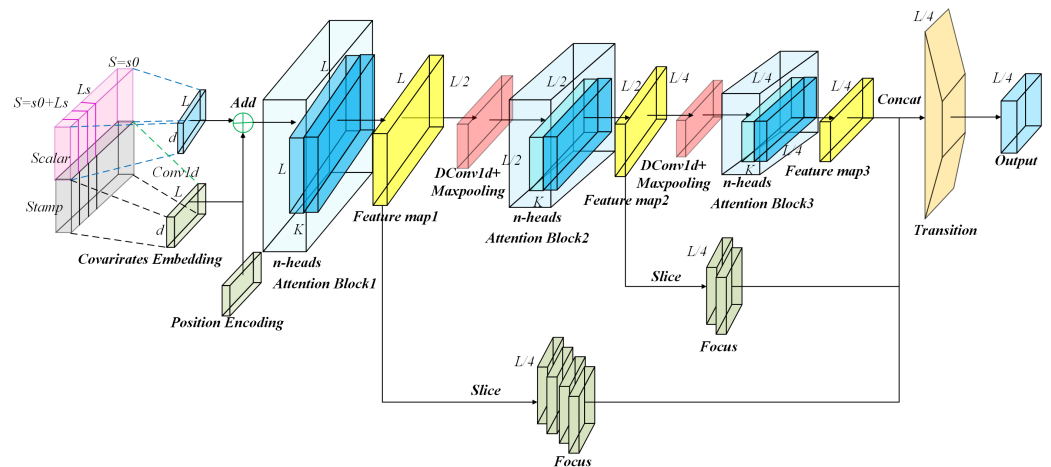 S=s0
Ls
S=s0+Ls
Scalar
Stamp
L
d
Conv1d
L
d
Covarirates Embedding
Add
Position Encoding
L
L
K
n-heads
Attention Block1
L
Feature map1
L/2
DConv1d+
Maxpooling
L/2
L/2
K
n-heads
Attention Block2
L/2
Feature map2
L/4
DConv1d+
Maxpooling
L/4
L/4
K
n-heads
Attention Block3
L/4
Feature map3
Concat
L/4
Transition
L/4
Output
Slice
L/4
Focus
Slice
L/4
Focus